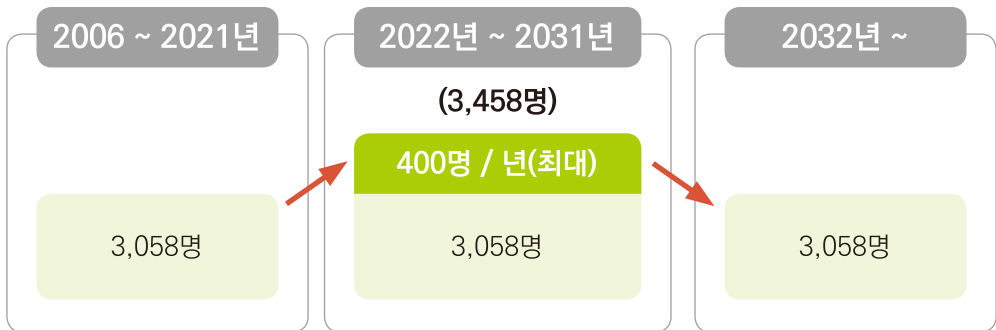 2006 ~ 2021년
3,058명
2022년 ~ 2031년
(3,458명)
400명 / 년(최대)
3,058명
2032년 ~
3,058명